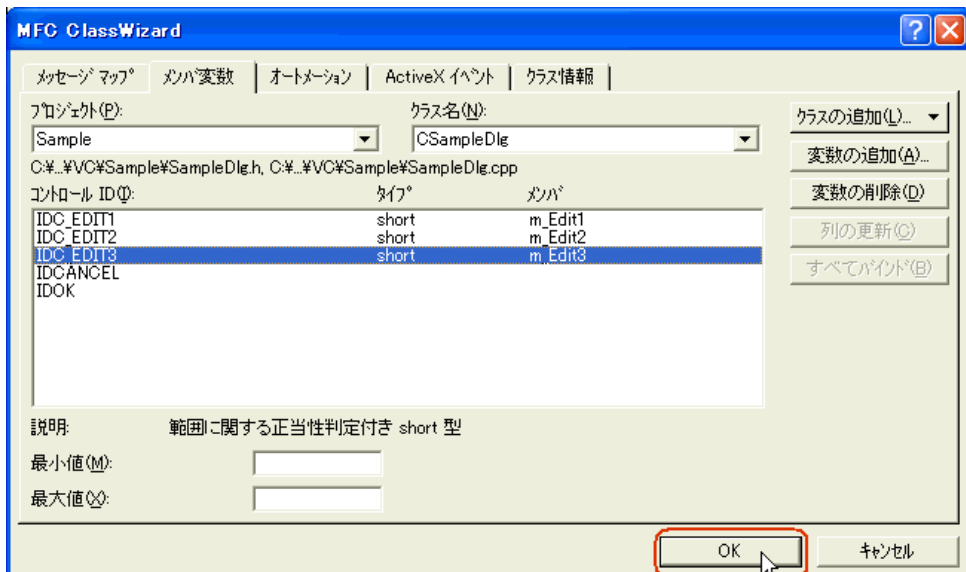 MFC ClassWizard
メッセージ マップ メンバ変数 オートメーション ActiveX イベント クラス情報
プロジェクト(P): クラス名(N):
Sample CSampleDlg
クラスの追加(L)...
C:¥...¥VC¥Sample¥SampleDlg.h, C:¥...¥VC¥Sample¥SampleDlg.cpp
変数の追加(A)...
コントロール ID(I): タイプ メンバ
変数の削除(D)
IDC_EDIT1 short m_Edit1
IDC_EDIT2 short m_Edit2
列の更新(C)
IDC_EDIT3 short m_Edit3
IDCANCEL
すべてバインド(B)
IDOK
説明: 範囲に関する正当性判定付き short 型
最小値(M):
最大値(X):
OK キャンセル